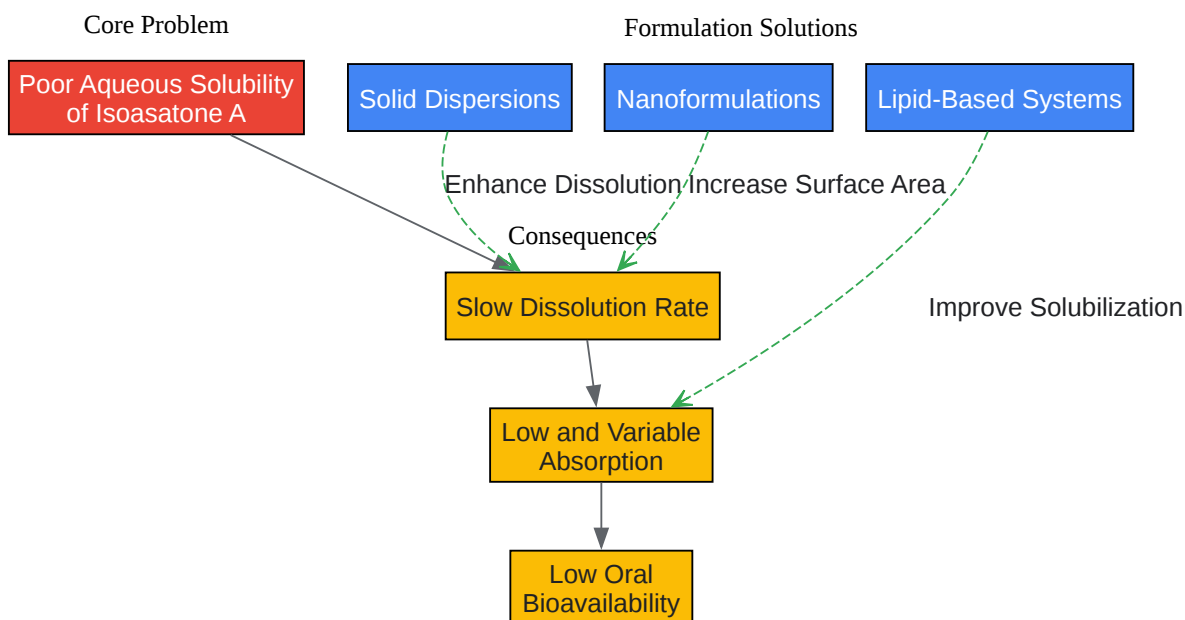 Core Problem
Formulation Solutions
Poor Aqueous Solubility
of Isoasatone A
Solid Dispersions
Nanoformulations
Lipid-Based Systems
Enhance Dissolution
Increase Surface Area
Consequences
Slow Dissolution Rate
Improve Solubilization
Low and Variable
Absorption
Low Oral
Bioavailability